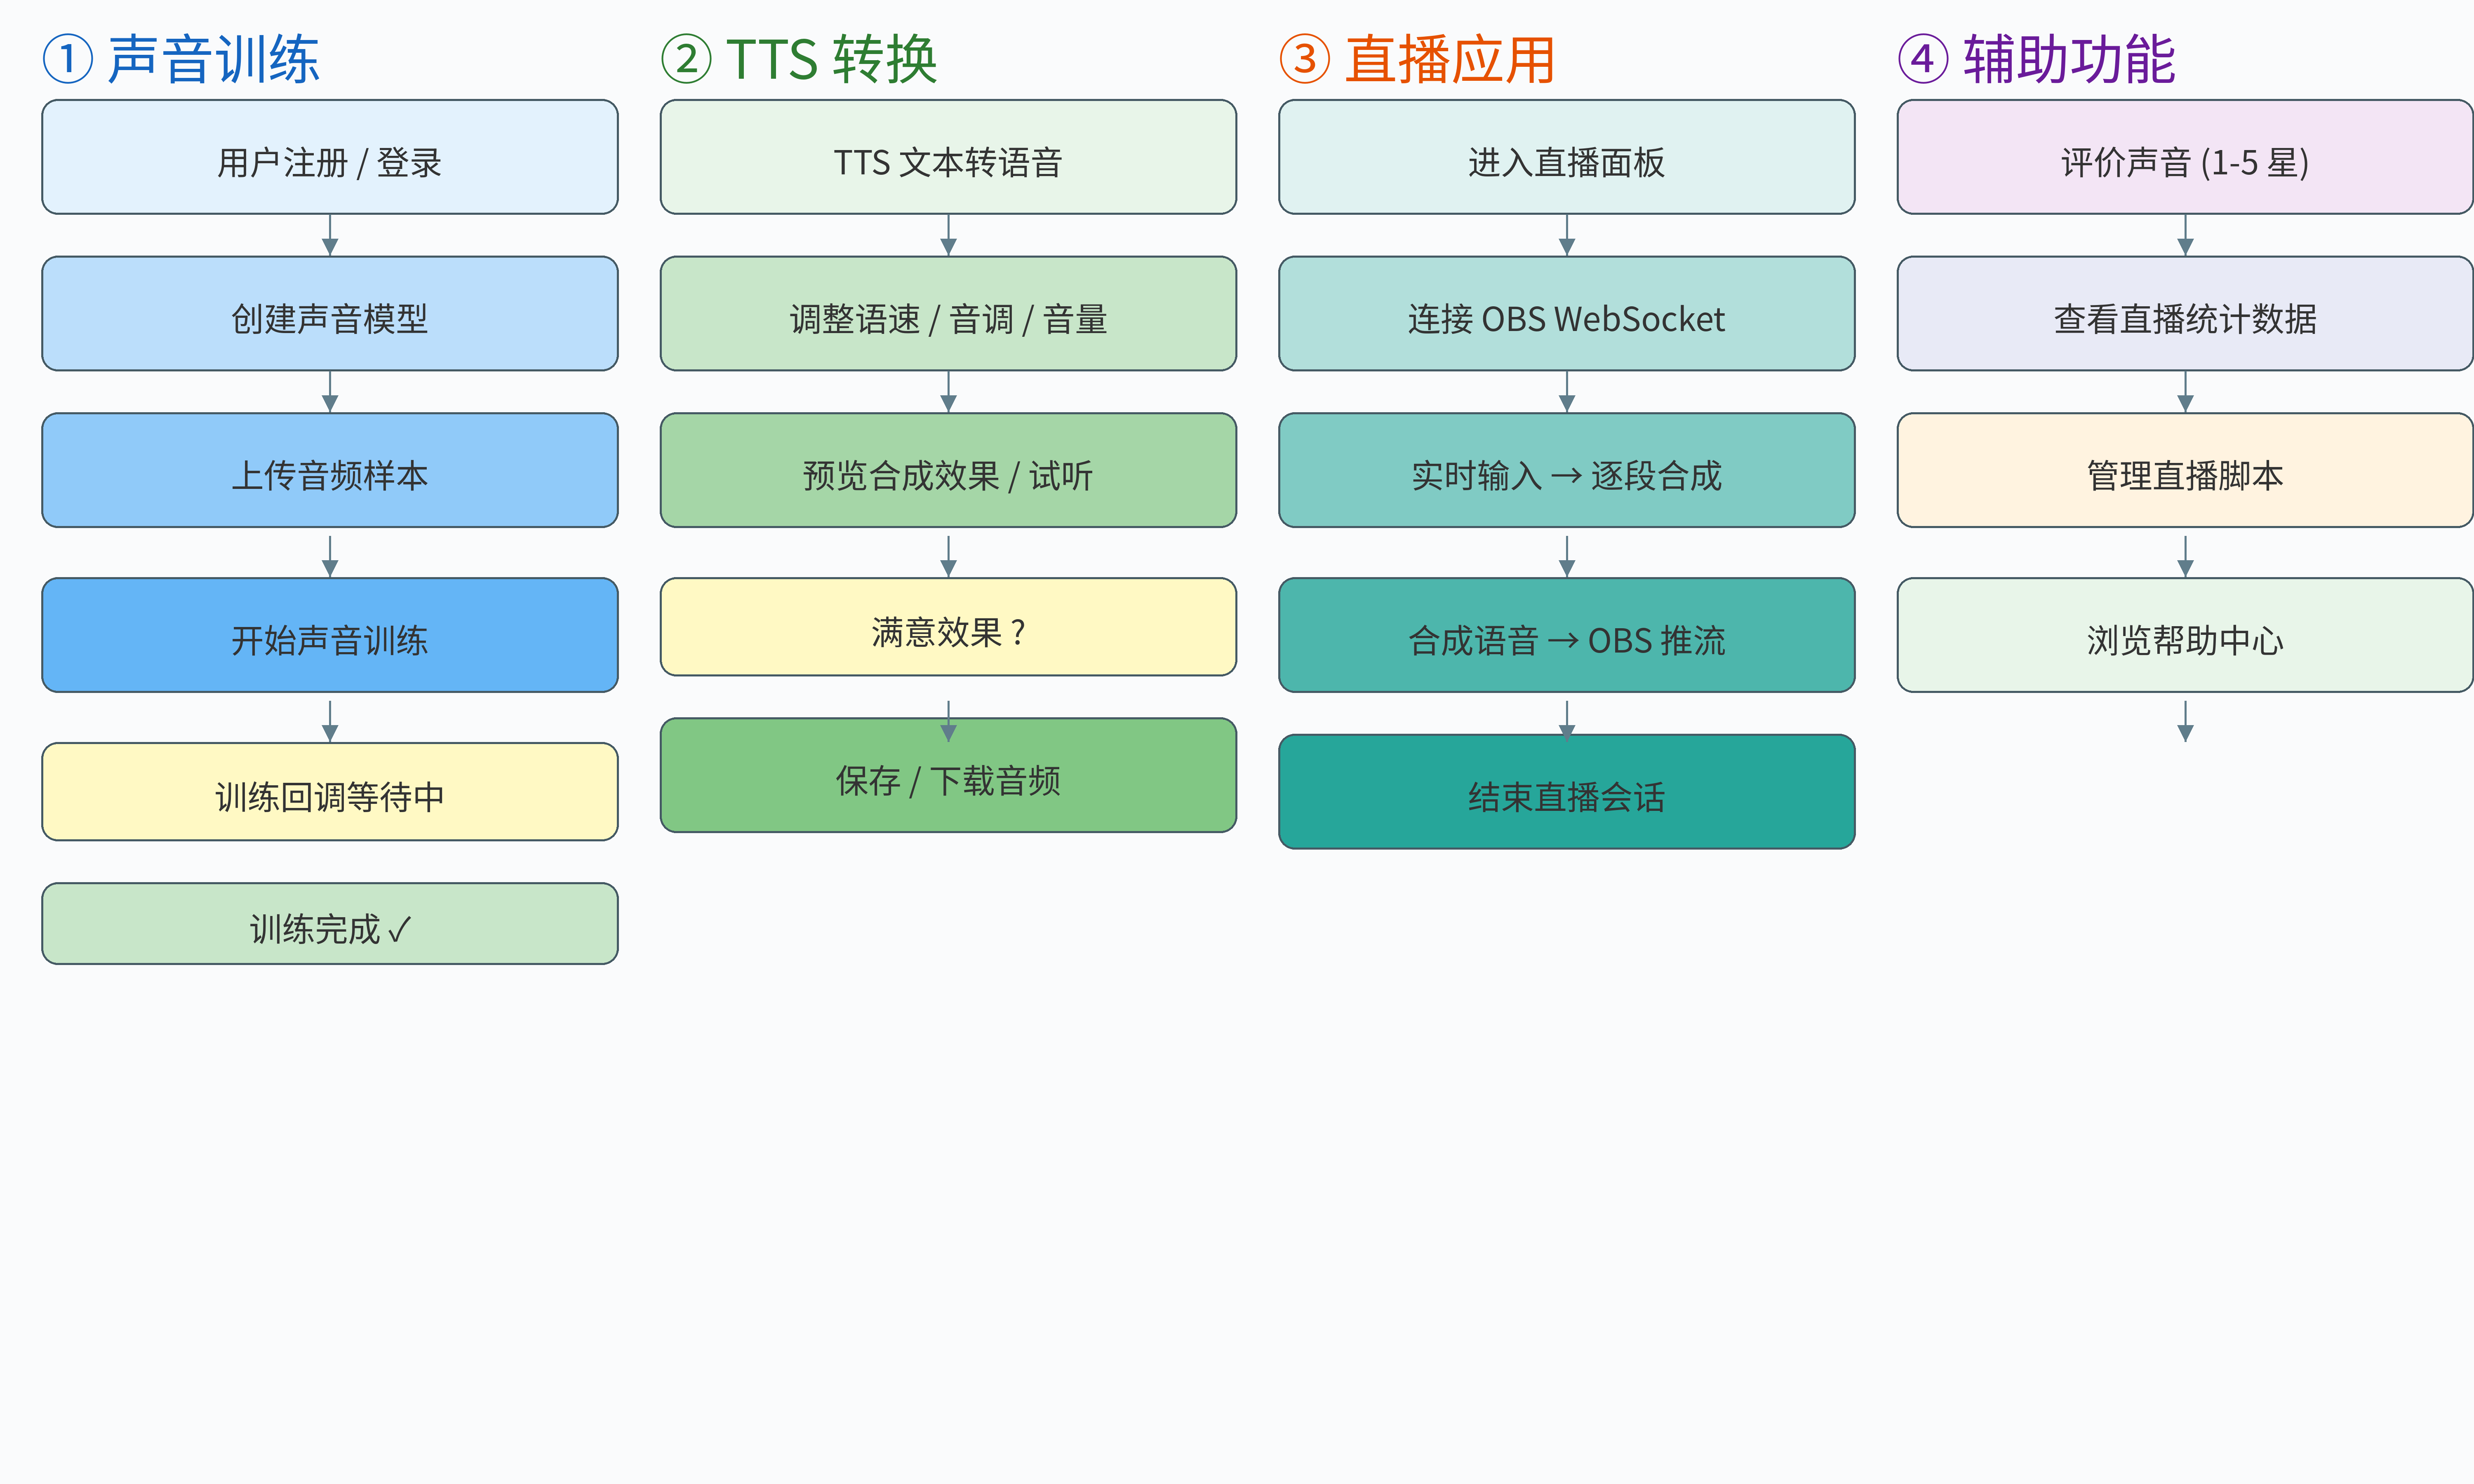 ① 声音训练
用户注册 / 登录
创建声音模型
上传音频样本
开始声音训练
训练回调等待中
训练完成 ✓
② TTS 转换
TTS 文本转语音
调整语速 / 音调 / 音量
预览合成效果 / 试听
满意效果 ?
保存 / 下载音频
③ 直播应用
进入直播面板
连接 OBS WebSocket
实时输入 → 逐段合成
合成语音 → OBS 推流
结束直播会话
④ 辅助功能
评价声音 (1-5 星)
查看直播统计数据
管理直播脚本
浏览帮助中心